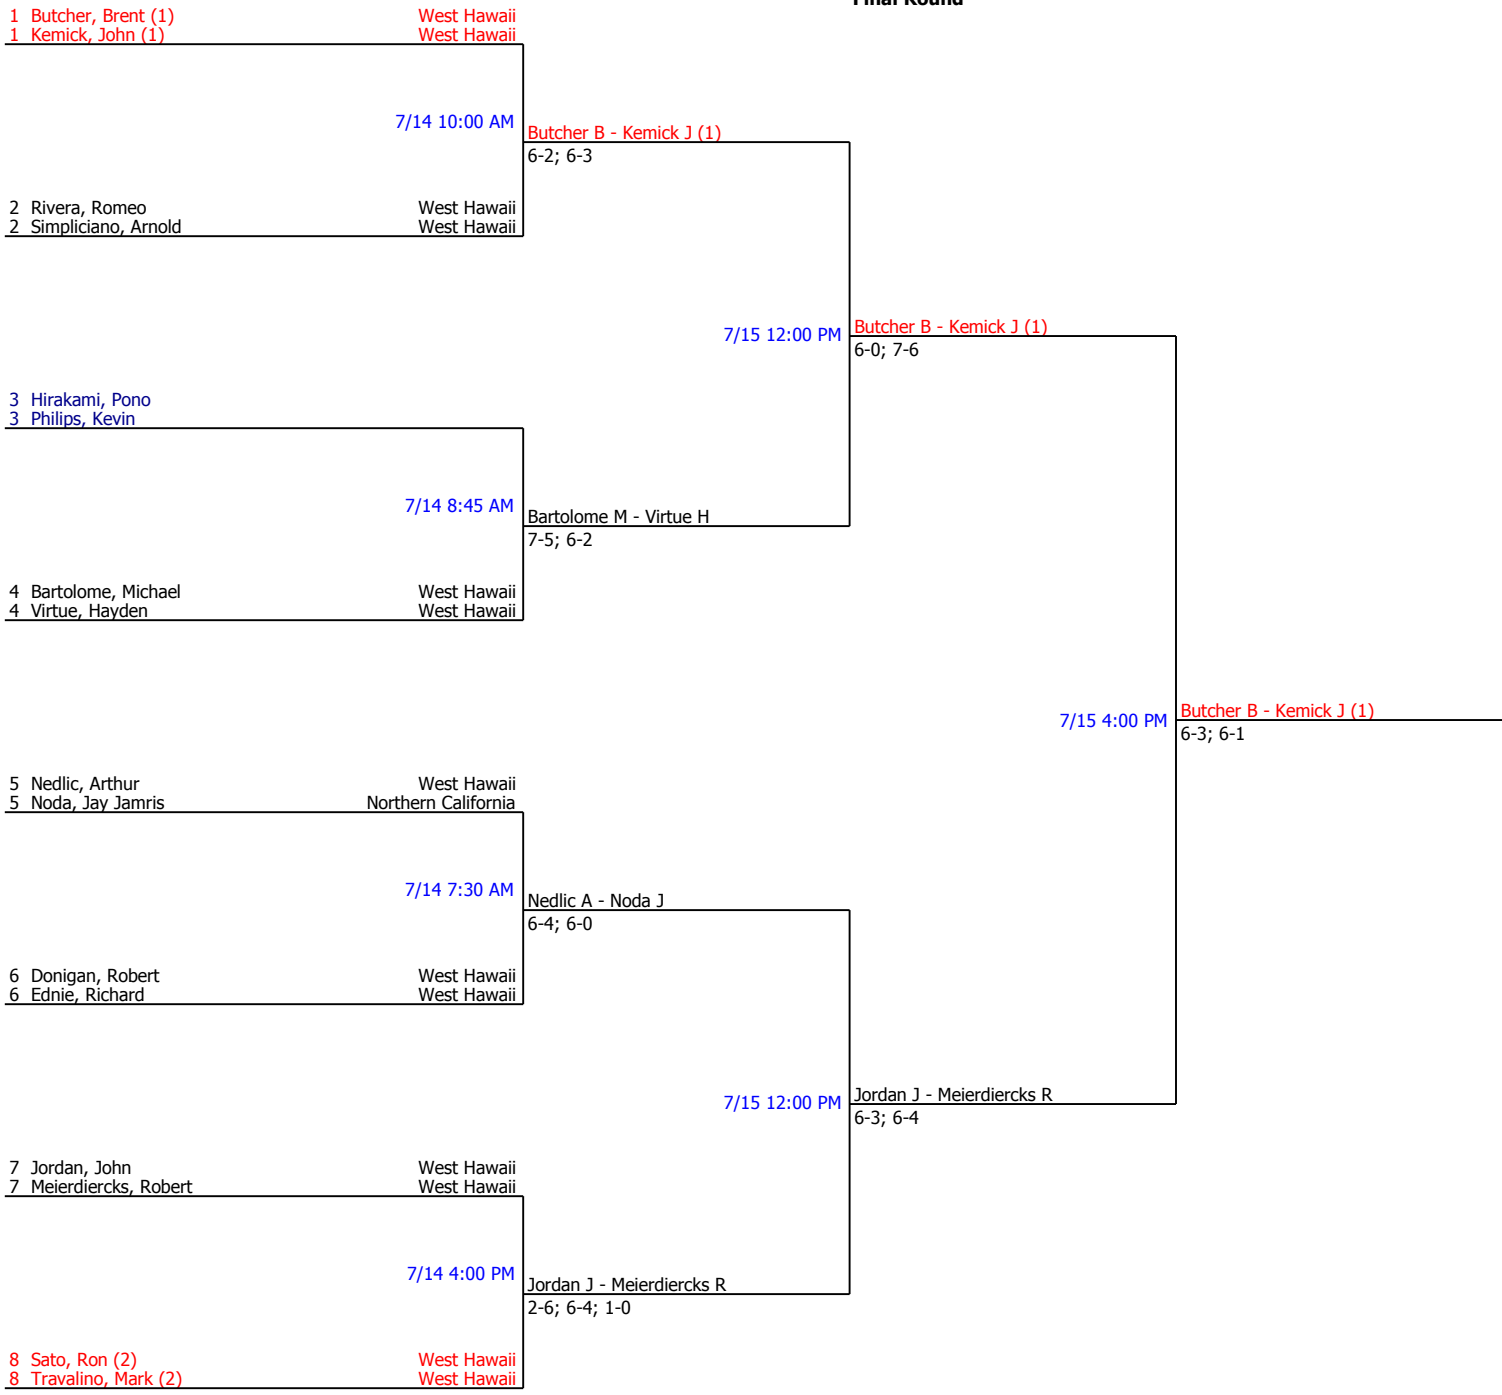 Final Round
1 Butcher, Brent (1) West Hawaii
1 Kemick, John (1) West Hawaii
7/14 10:00 AM
Butcher B - Kemick J (1)
6-2; 6-3
2 Rivera, Romeo West Hawaii
2 Simpliciano, Arnold West Hawaii
7/15 12:00 PM
Butcher B - Kemick J (1)
6-0; 7-6
3 Hirakami, Pono
3 Philips, Kevin
7/14 8:45 AM
Bartolome M - Virtue H
7-5; 6-2
4 Bartolome, Michael West Hawaii
4 Virtue, Hayden West Hawaii
7/15 4:00 PM
Butcher B - Kemick J (1)
6-3; 6-1
5 Nedlic, Arthur West Hawaii
5 Noda, Jay Jamris Northern California
7/14 7:30 AM
Nedlic A - Noda J
6-4; 6-0
6 Donigan, Robert West Hawaii
6 Ednie, Richard West Hawaii
7/15 12:00 PM
Jordan J - Meierdiercks R
6-3; 6-4
7 Jordan, John West Hawaii
7 Meierdiercks, Robert West Hawaii
7/14 4:00 PM
Jordan J - Meierdiercks R
2-6; 6-4; 1-0
8 Sato, Ron (2) West Hawaii
8 Travalino, Mark (2) West Hawaii